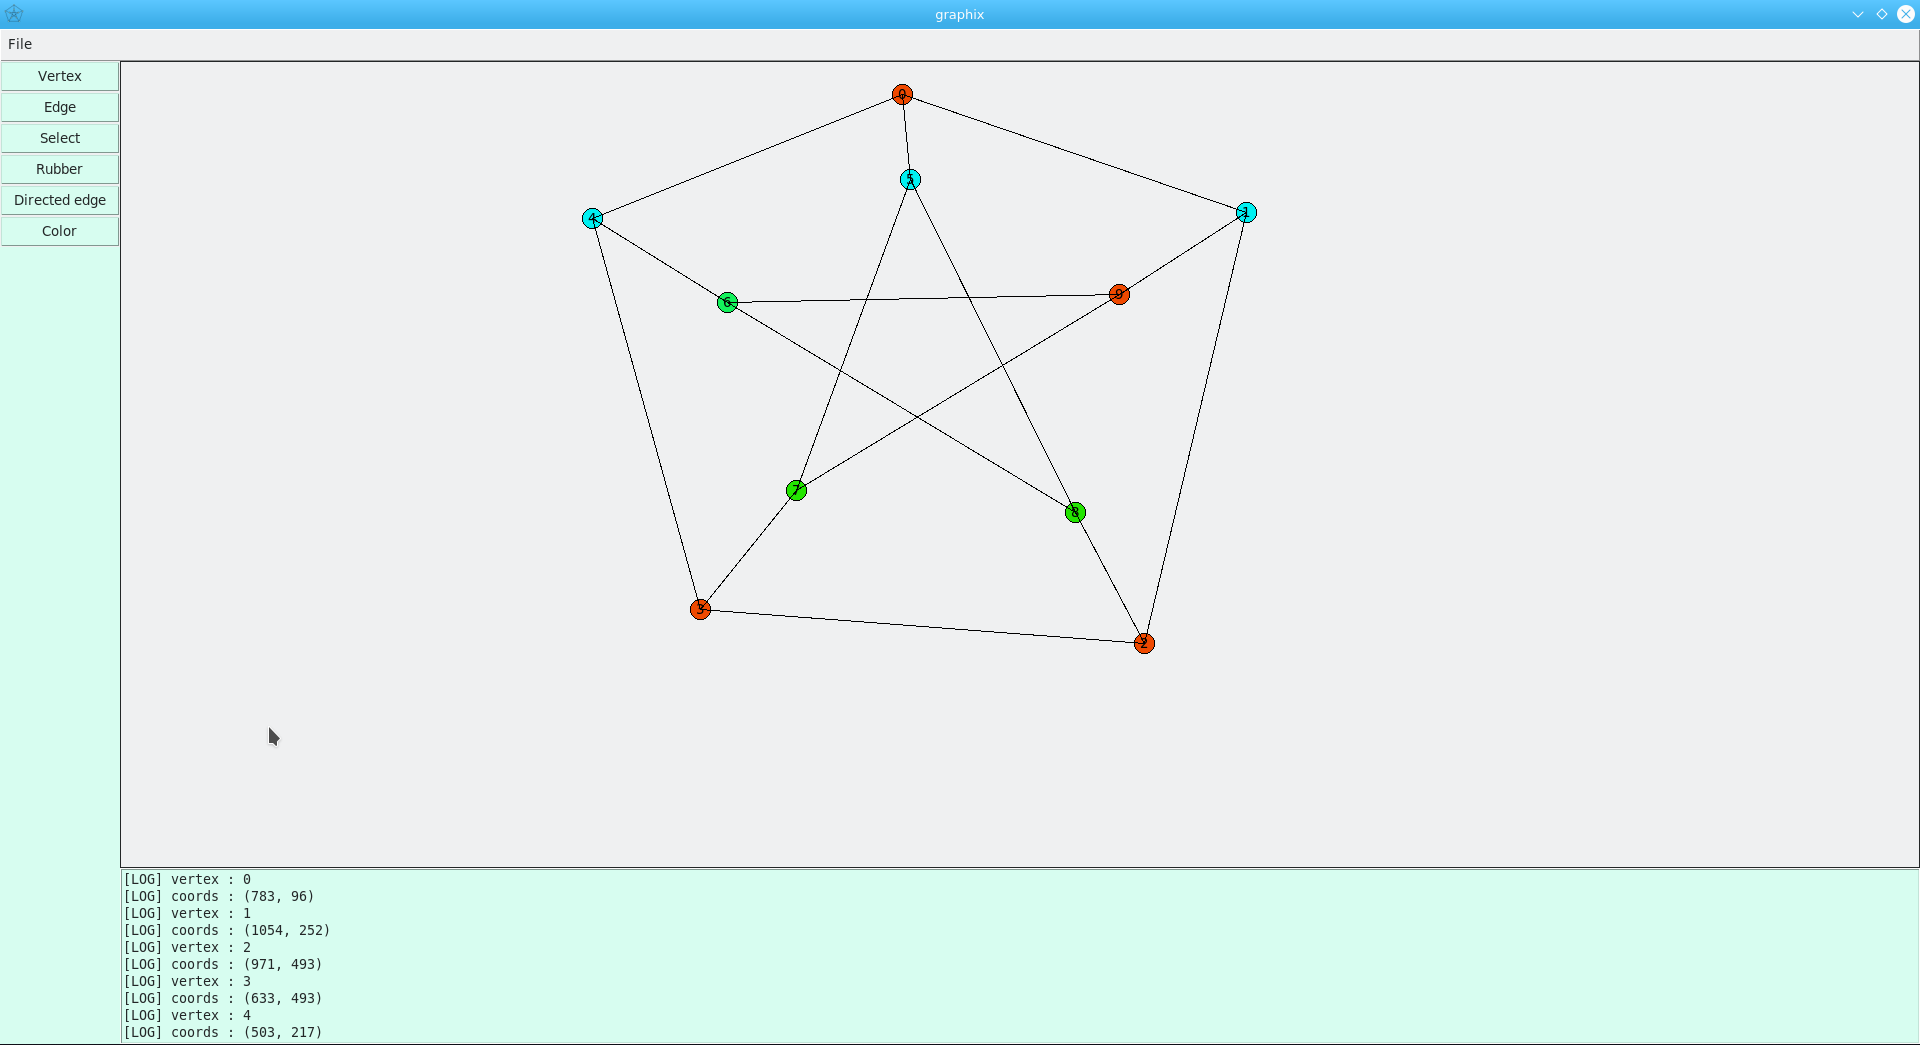 graphix
File
Vertex
Edge
Select
Rubber
Directed edge
Color
0
5
4
1
6
9
7
8
3
2
[LOG] vertex : 0
[LOG] coords : (783, 96)
[LOG] vertex : 1
[LOG] coords : (1054, 252)
[LOG] vertex : 2
[LOG] coords : (971, 493)
[LOG] vertex : 3
[LOG] coords : (633, 493)
[LOG] vertex : 4
[LOG] coords : (503, 217)